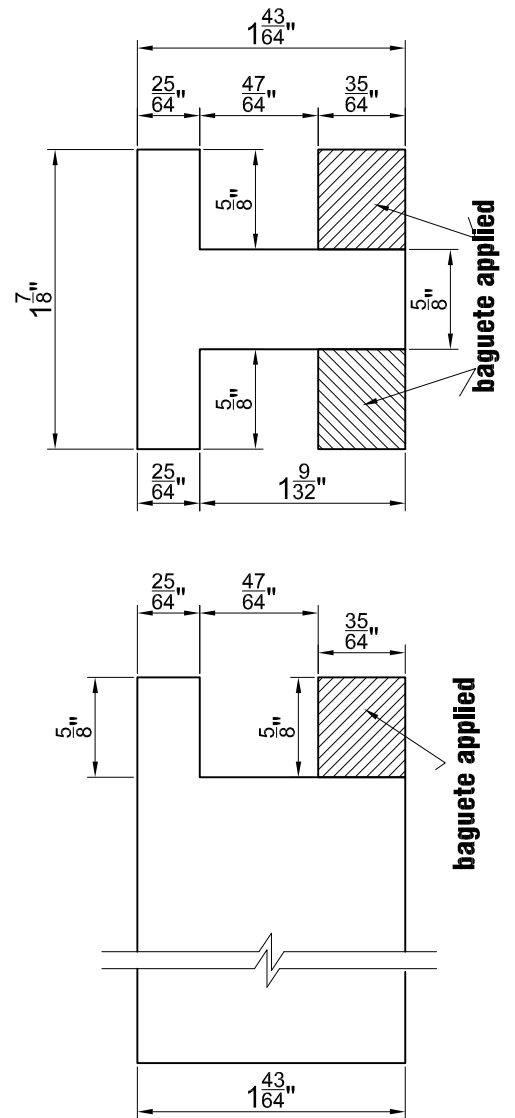 1 43/64"
25/64" 47/64" 35/64"
5/8"
1 7/8"
5/8"
baguete applied
5/8"
25/64" 1 9/32"
25/64" 47/64"
35/64"
5/8" 5/8"
baguete applied
1 43/64"